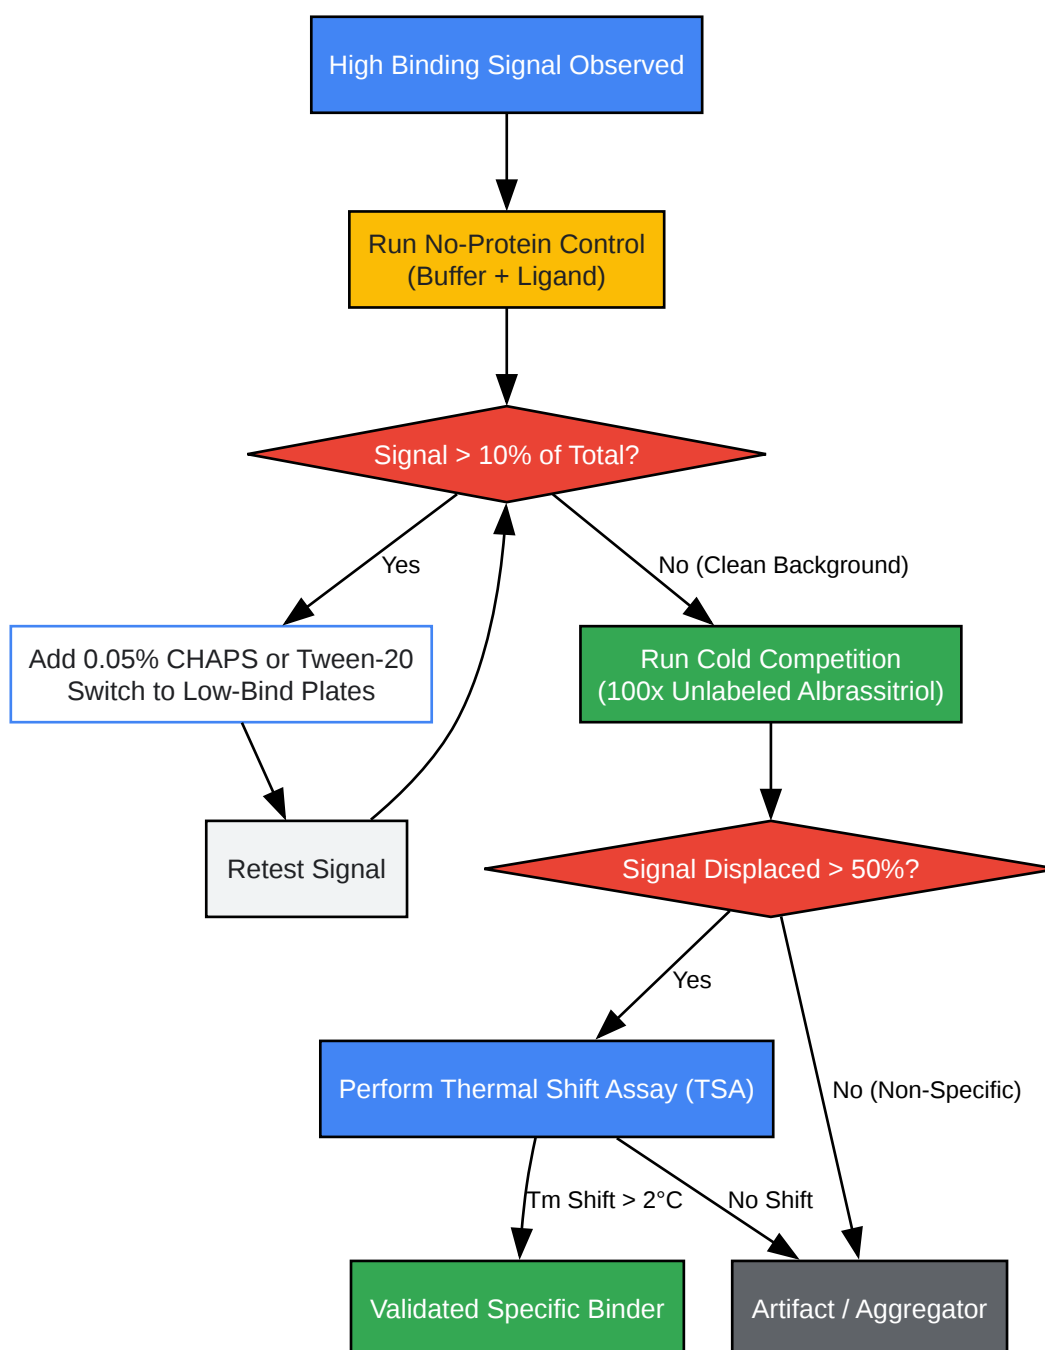 High Binding Signal Observed
Run No-Protein Control
(Buffer + Ligand)
Signal > 10% of Total?
Yes
No (Clean Background)
Add 0.05% CHAPS or Tween-20
Switch to Low-Bind Plates
Run Cold Competition
(100x Unlabeled Albrassitriol)
Retest Signal
Signal Displaced > 50%?
Yes
Perform Thermal Shift Assay (TSA)
No (Non-Specific)
Tm Shift > 2°C
No Shift
Validated Specific Binder
Artifact / Aggregator